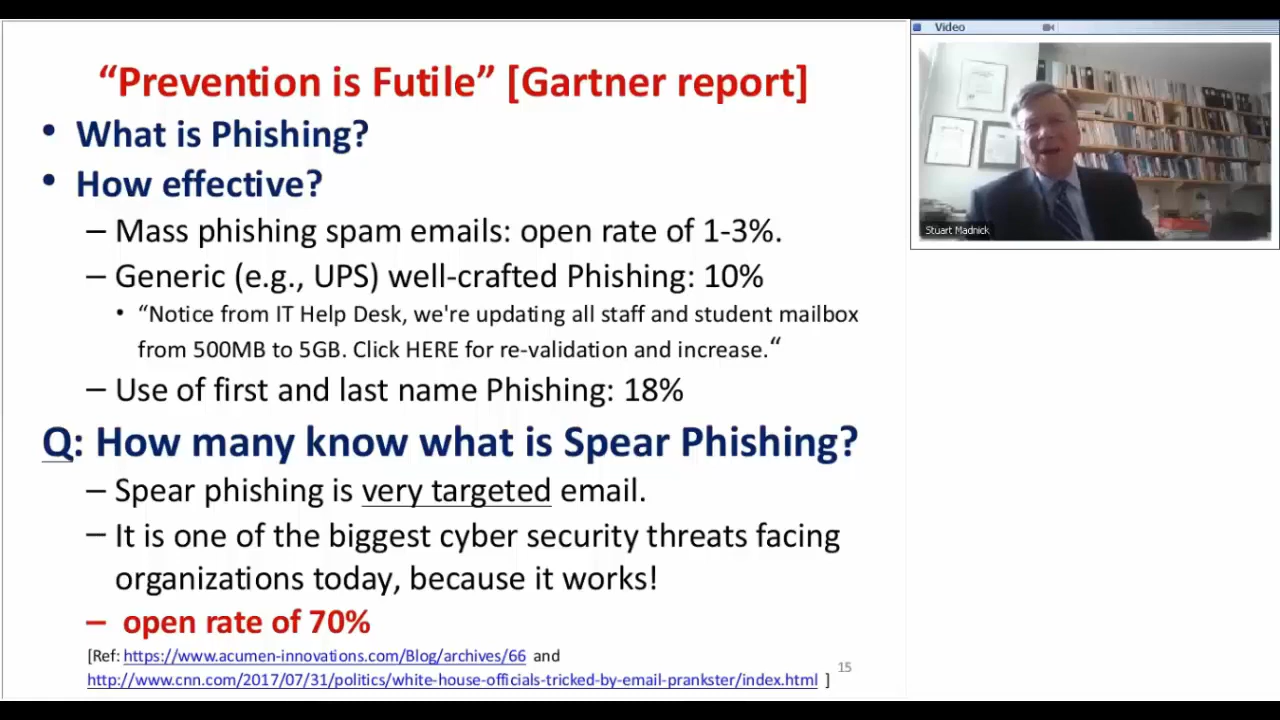 “Prevention is Futile” [Gartner report]
• What is Phishing?
• How effective?
– Mass phishing spam emails: open rate of 1-3%.
– Generic (e.g., UPS) well-crafted Phishing: 10%
• “Notice from IT Help Desk, we're updating all staff and student mailbox
from 500MB to 5GB. Click HERE for re-validation and increase.“
– Use of first and last name Phishing: 18%
Q: How many know what is Spear Phishing?
– Spear phishing is very targeted email.
– It is one of the biggest cyber security threats facing
organizations today, because it works!
– open rate of 70%
[Ref: https://www.acumen-innovations.com/Blog/archives/66 and
http://www.cnn.com/2017/07/31/politics/white-house-officials-tricked-by-email-prankster/index.html ]
15
Video
Stuart Madnick